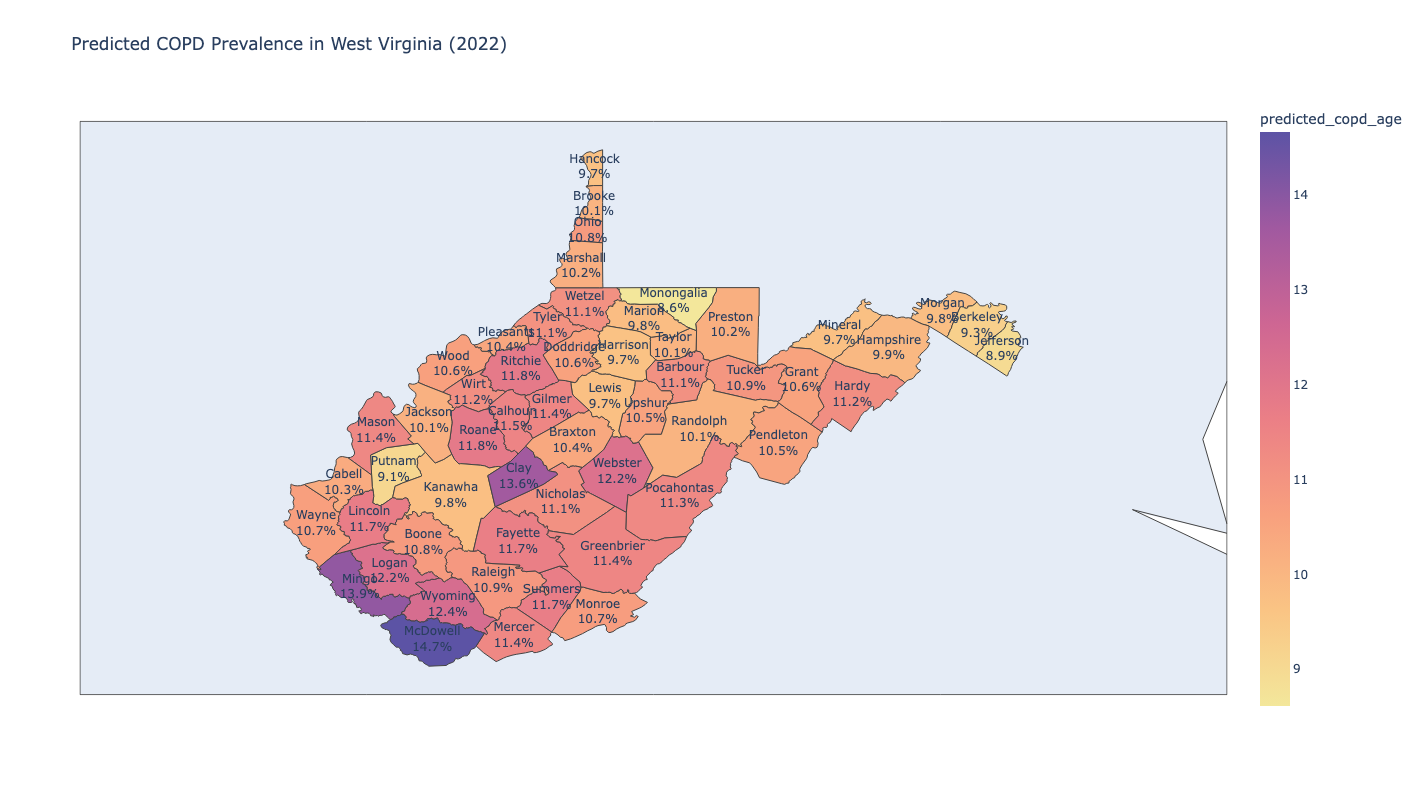 Predicted COPD Prevalence in West Virginia (2022)
predicted_copd_age
14
13
12
11
10
9
Hancock
9.7%
Brooke
10.1%
Ohio
10.8%
Marshall
10.2%
Wetzel
11.1%
Monongalia
8.6%
Marion
9.8%
Preston
10.2%
Tyler
11.1%
Pleasants
10.4%
Doddridge
10.6%
Harrison
9.7%
Taylor
10.1%
Mineral
9.7%
Hampshire
9.9%
Morgan
9.8%
Berkeley
9.3%
Jefferson
8.9%
Wood
10.6%
Ritchie
11.8%
Barbour
11.1%
Tucker
10.9%
Grant
10.6%
Hardy
11.2%
Wirt
11.2%
Lewis
9.7%
Upshur
10.5%
Gilmer
11.4%
Calhoun
11.5%
Jackson
10.1%
Mason
11.4%
Roane
11.8%
Braxton
10.4%
Randolph
10.1%
Pendleton
10.5%
Putnam
9.1%
Cabell
10.3%
Kanawha
9.8%
Clay
13.6%
Webster
12.2%
Nicholas
11.1%
Pocahontas
11.3%
Wayne
10.7%
Lincoln
11.7%
Boone
10.8%
Fayette
11.7%
Greenbrier
11.4%
Logan
12.2%
Mingo
13.9%
Raleigh
10.9%
Wyoming
12.4%
Summers
11.7%
Monroe
10.7%
McDowell
14.7%
Mercer
11.4%